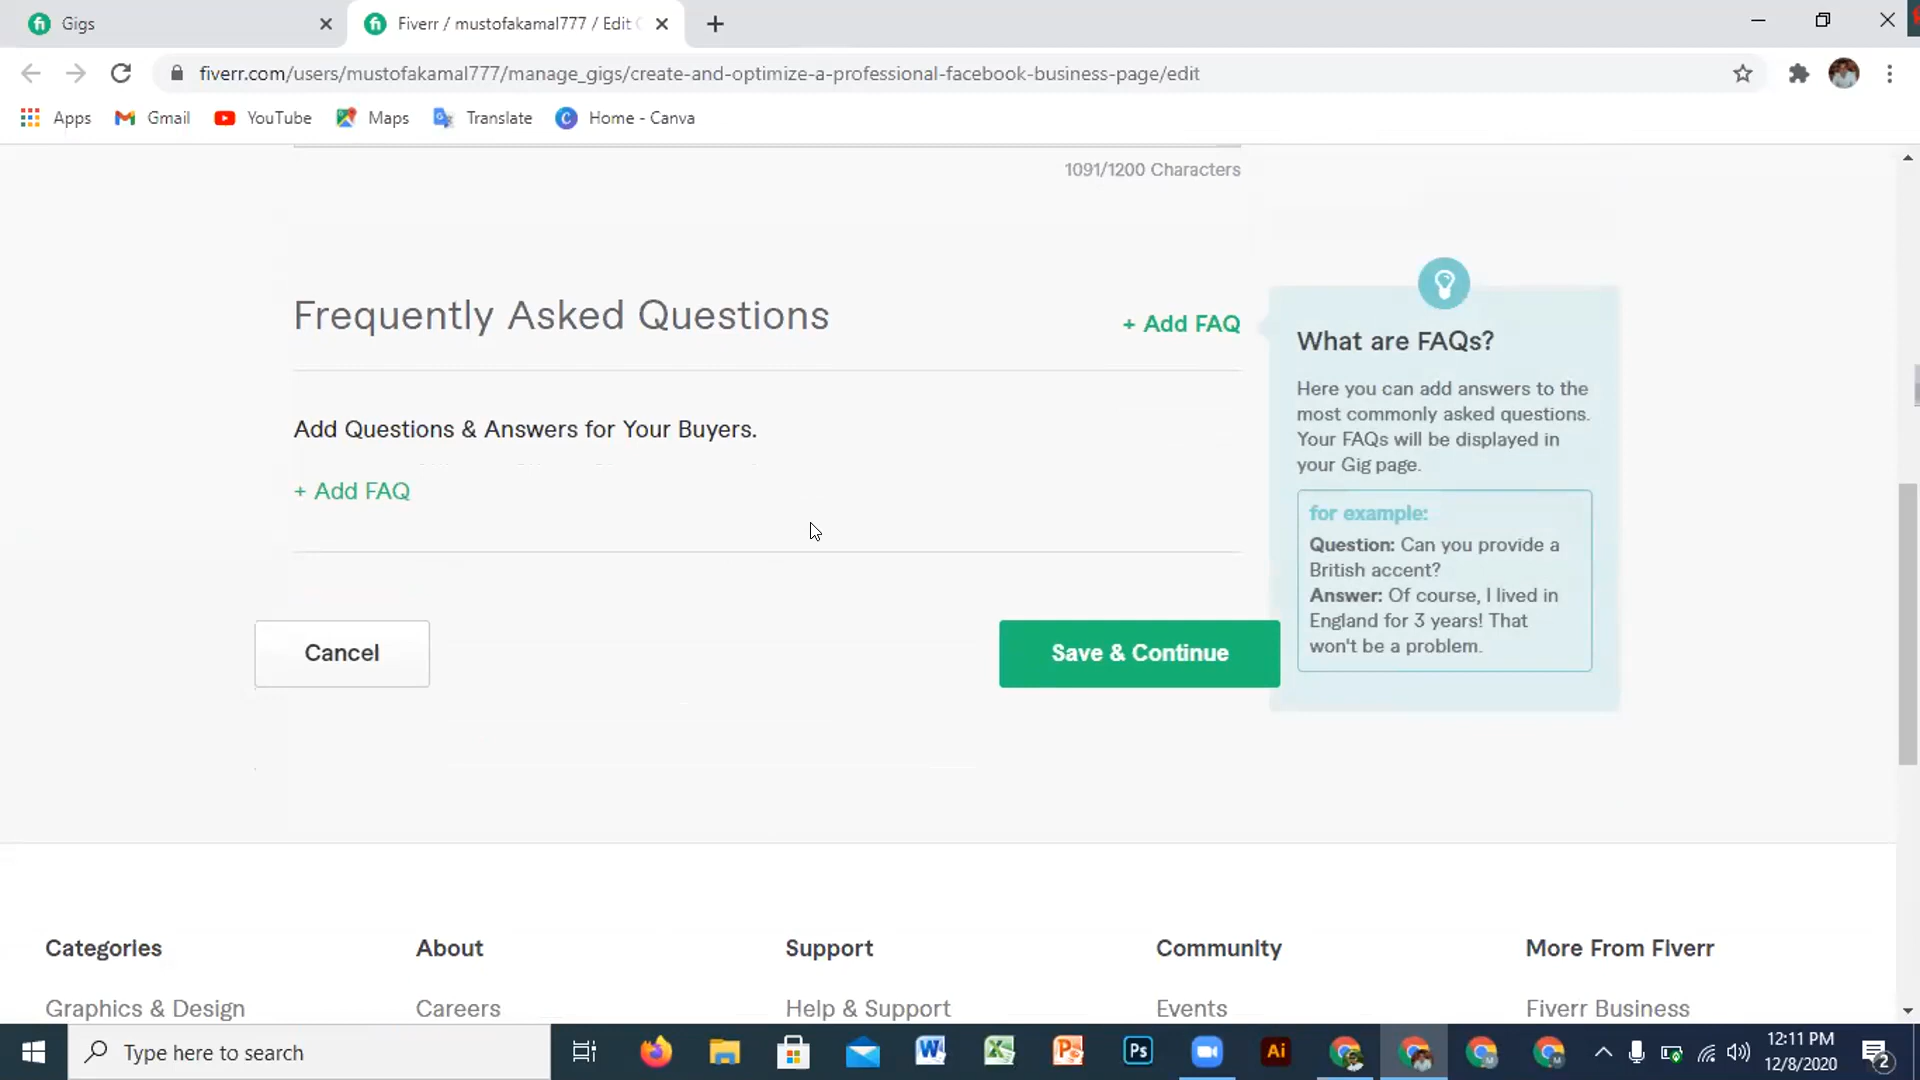 Gigs
Fiverr / mustofakamal777 / Edit
fiverr.com/users/mustofakamal777/manage_gigs/create-and-optimize-a-professional-facebook-business-page/edit
Apps Gmail YouTube Maps Translate Home - Canva
1091/1200 Characters
Frequently Asked Questions
+ Add FAQ
Add Questions & Answers for Your Buyers.
+ Add FAQ
Cancel
Save & Continue
What are FAQs?
Here you can add answers to the
most commonly asked questions.
Your FAQs will be displayed in
your Gig page.
for example:
Question: Can you provide a
British accent?
Answer: Of course, I lived in
England for 3 years! That
won't be a problem.
Categories
About
Support
Community
More From Fiverr
Graphics & Design
Careers
Help & Support
Events
Fiverr Business
Type here to search
Ps
Ai
12:11 PM
12/8/2020
2